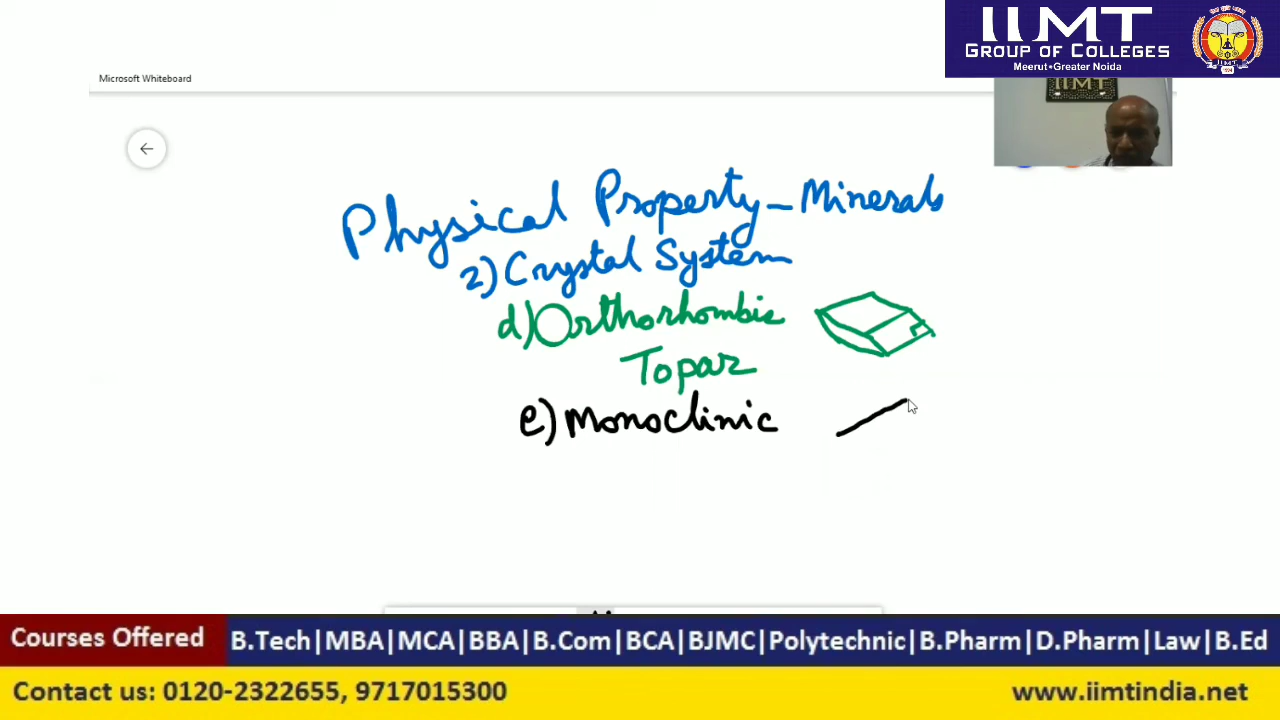 IIMT
GROUP OF COLLEGES
Meerut•Greater Noida
Microsoft Whiteboard
IIMT
Physical Property - Minerals
2) Crystal System
d) Orthorhombic
Topaz
e) Monoclinic
Courses Offered
B.Tech|MBA|MCA|BBA|B.Com|BCA|BJMC|Polytechnic|B.Pharm|D.Pharm|Law|B.Ed
Contact us: 0120-2322655, 9717015300
www.iimtindia.net